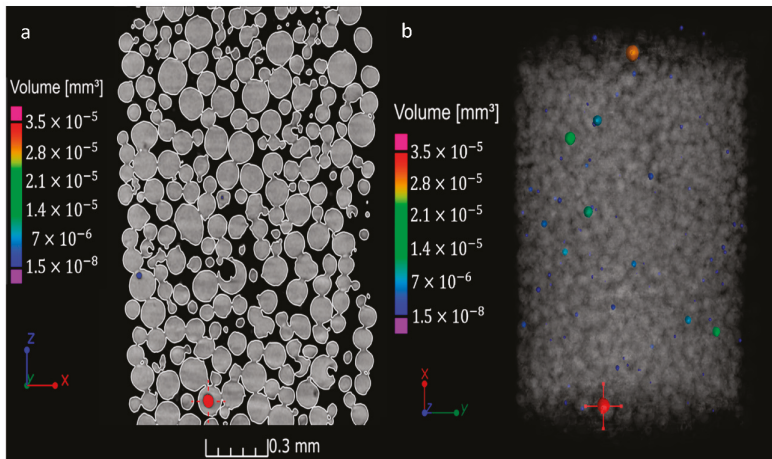 a
Volume [mm³]
3.5 × 10⁻⁵
2.8 × 10⁻⁵
2.1 × 10⁻⁵
1.4 × 10⁻⁵
7 × 10⁻⁶
1.5 × 10⁻⁸
z
y
x
0.3 mm
b
Volume [mm³]
3.5 × 10⁻⁵
2.8 × 10⁻⁵
2.1 × 10⁻⁵
1.4 × 10⁻⁵
7 × 10⁻⁶
1.5 × 10⁻⁸
x
z
y